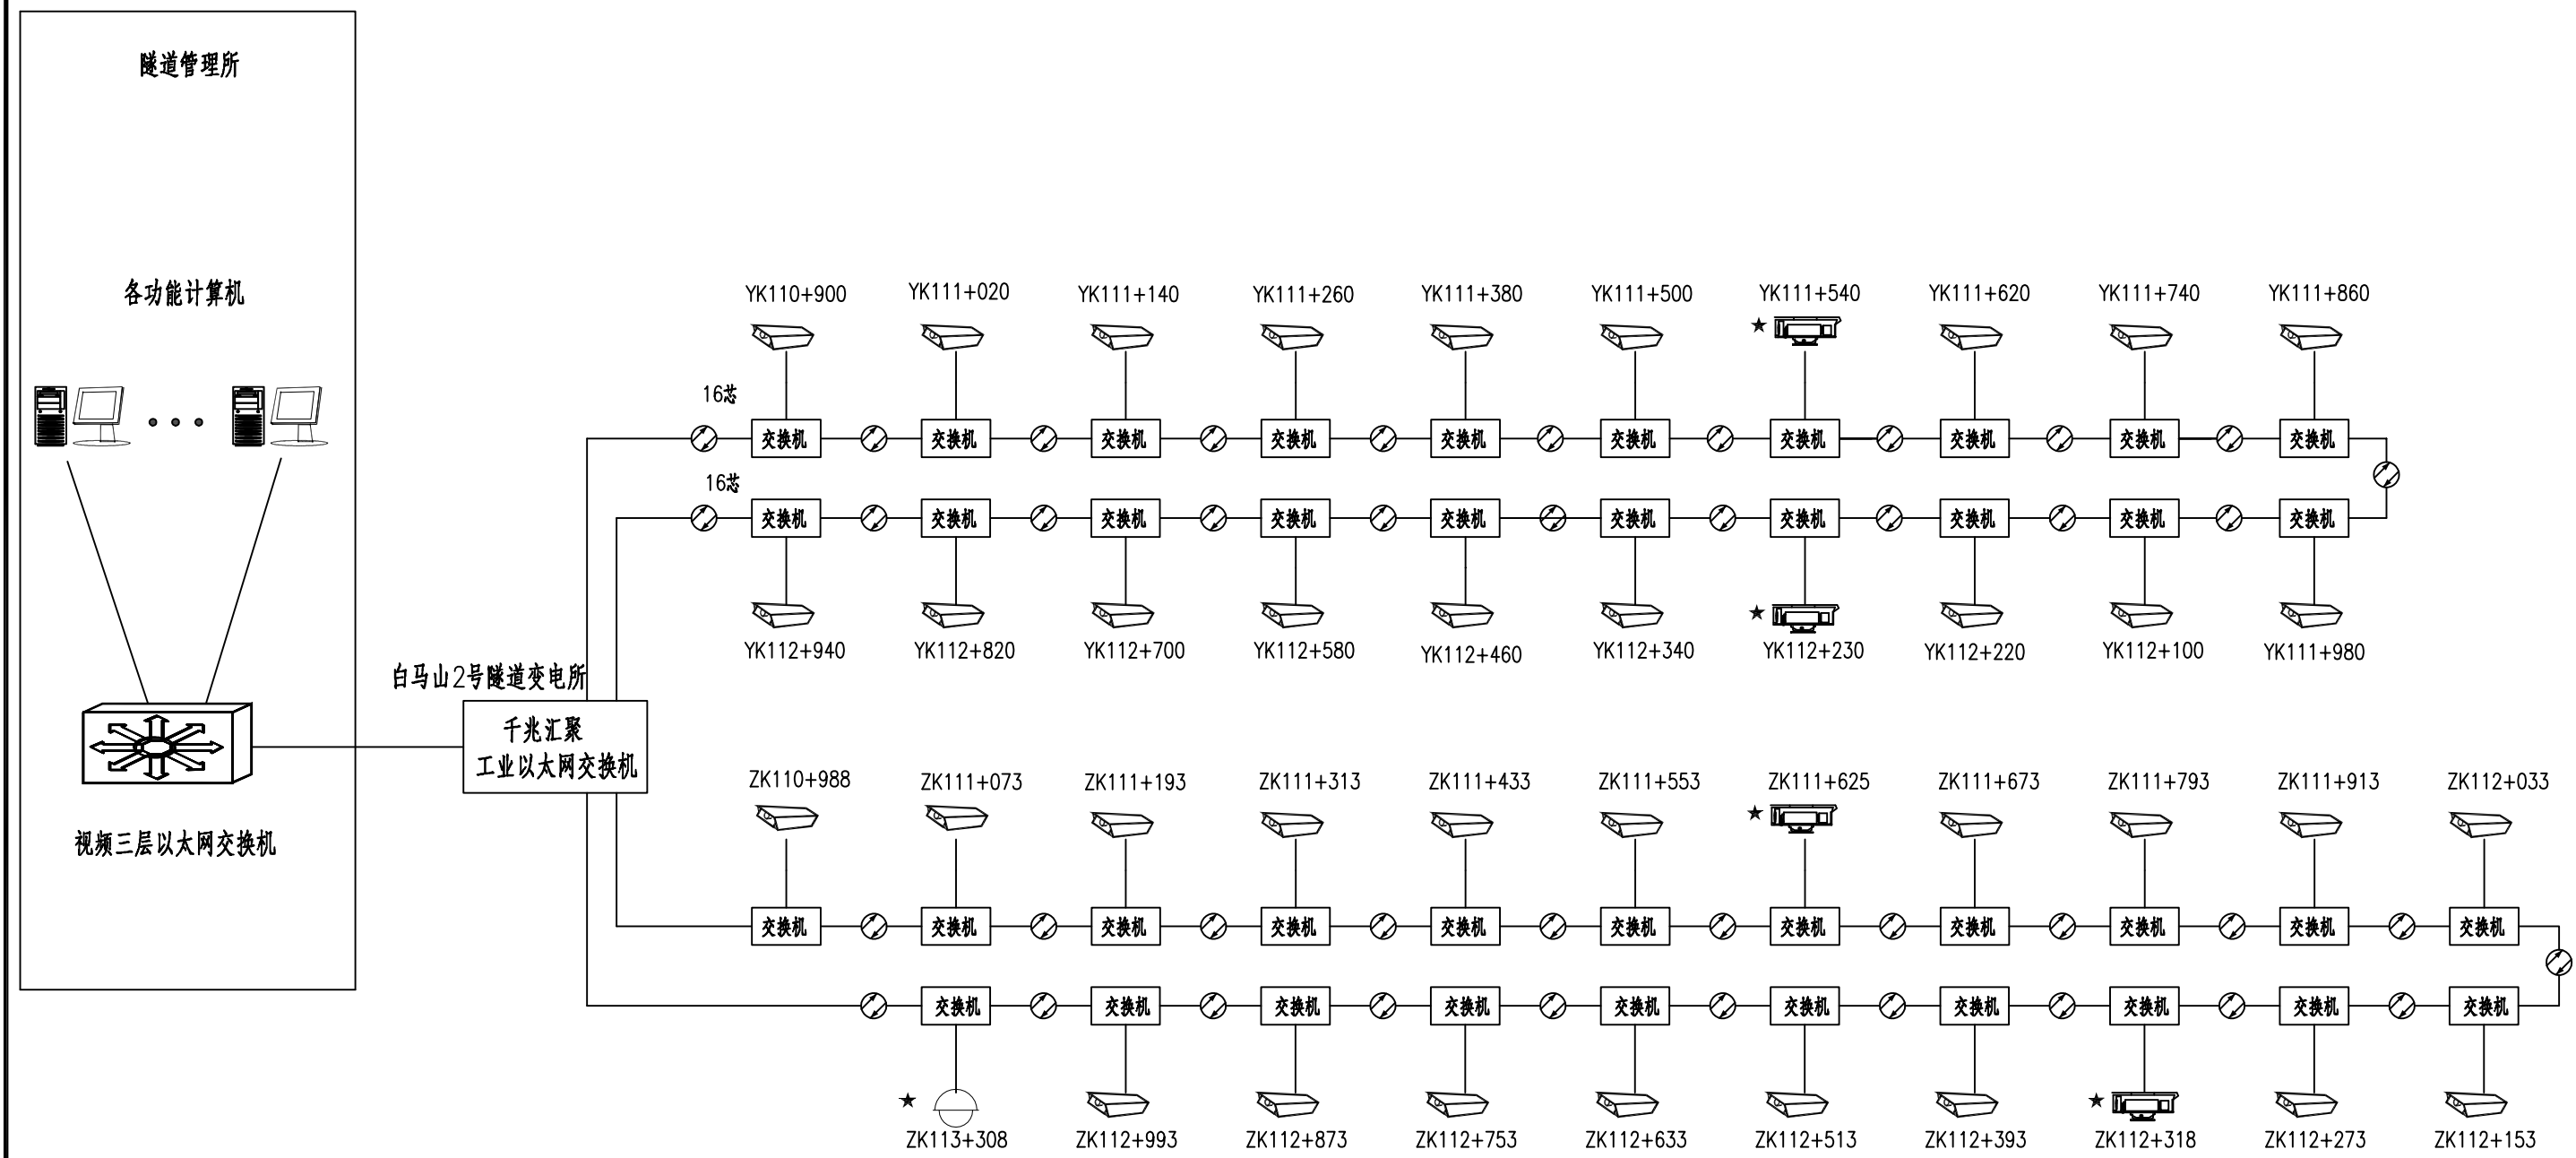 隧道管理所
各功能计算机
视频三层以太网交换机
白马山2号隧道变电所
千兆汇聚
工业以太网交换机
YK110+900 YK111+020 YK111+140 YK111+260 YK111+380 YK111+500 YK111+540 YK111+620 YK111+740 YK111+860
★
16芯
交换机 交换机 交换机 交换机 交换机 交换机 交换机 交换机 交换机 交换机
16芯
交换机 交换机 交换机 交换机 交换机 交换机 交换机 交换机 交换机 交换机
★
YK112+940 YK112+820 YK112+700 YK112+580 YK112+460 YK112+340 YK112+230 YK112+220 YK112+100 YK111+980
ZK110+988 ZK111+073 ZK111+193 ZK111+313 ZK111+433 ZK111+553 ZK111+625 ZK111+673 ZK111+793 ZK111+913 ZK112+033
★
交换机 交换机 交换机 交换机 交换机 交换机 交换机 交换机 交换机 交换机 交换机
交换机 交换机 交换机 交换机 交换机 交换机 交换机 交换机 交换机 交换机
★ ★
ZK113+308 ZK112+993 ZK112+873 ZK112+753 ZK112+633 ZK112+513 ZK112+393 ZK112+318 ZK112+273 ZK112+153